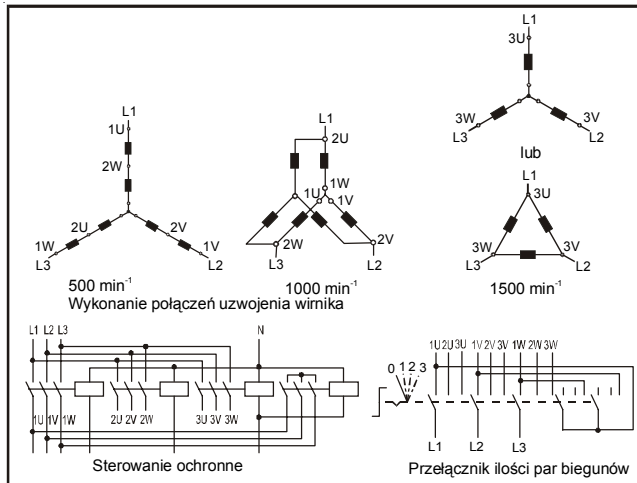 L1
3U
3W
3V
L3
L2
lub
L1
3U
3W
3V
L3
L2
1500 min⁻¹
L1
1U
2W
2U
2V
1W
1V
L3
L2
500 min⁻¹
L1
2U
1W
1U
1V
2W
2V
L3
L2
1000 min⁻¹
Wykonanie połączeń uzwojenia wirnika
L1 L2 L3
N
1U 1V 1W
2U 2V 2W
3U 3V 3W
Sterowanie ochronne
1U 2U 3U 1V 2V 3V 1W 2W 3W
0 1 2 3
L1
L2
L3
Przełącznik ilości par biegunów